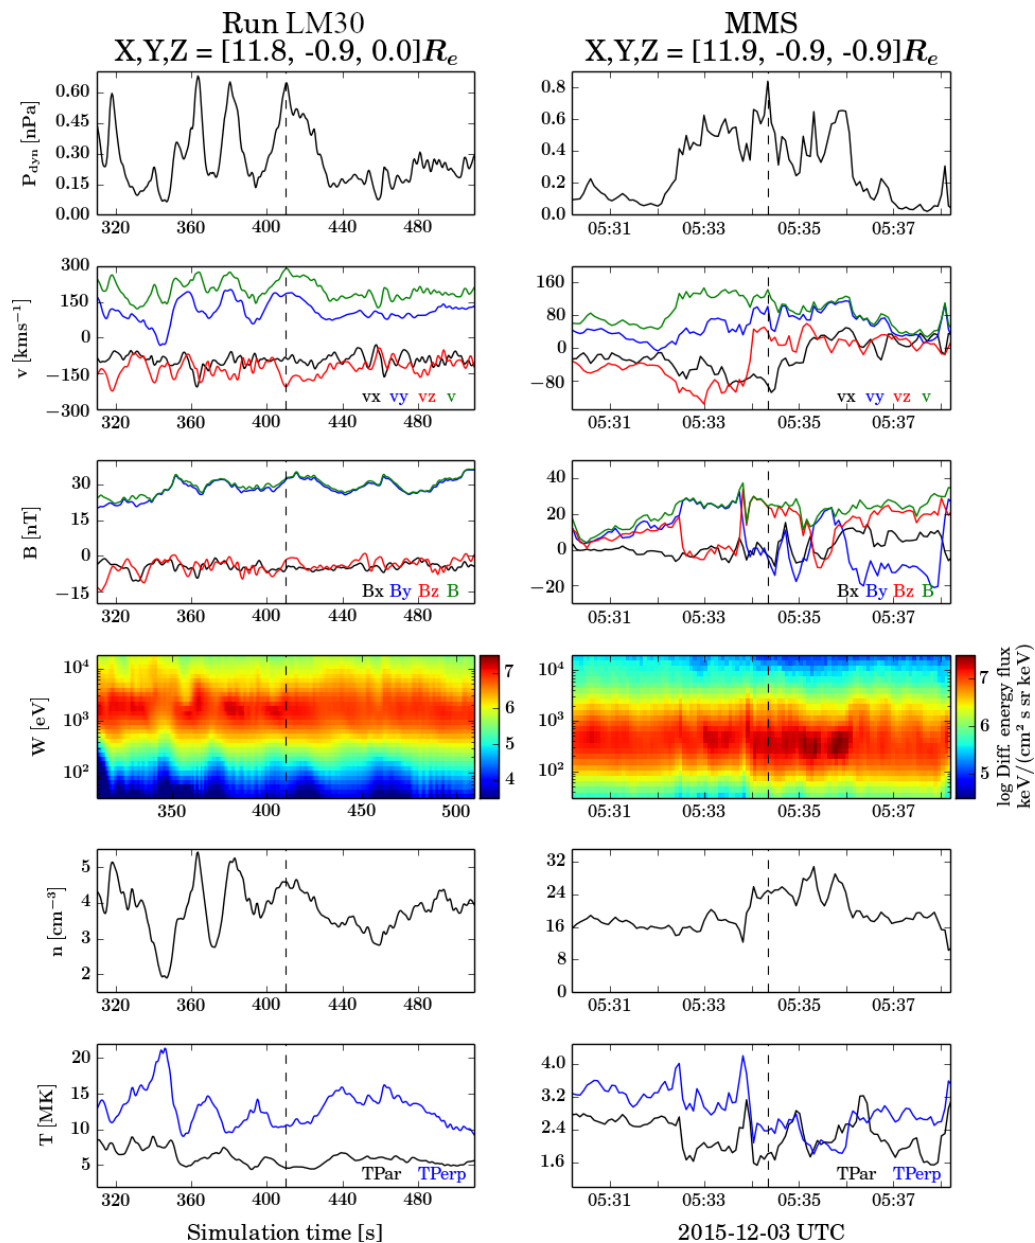 Run LM30
X,Y,Z = [11.8, -0.9, 0.0]Rₑ
MMS
X,Y,Z = [11.9, -0.9, -0.9]Rₑ
P_dyn [nPa]
0.60
0.45
0.30
0.15
0.00
320 360 400 440 480
0.8
0.6
0.4
0.2
0.0
05:31 05:33 05:35 05:37
v [kms⁻¹]
300
150
0
−150
−300
vx vy vz v
320 360 400 440 480
160
80
0
−80
vx vy vz v
05:31 05:33 05:35 05:37
B [nT]
30
15
0
−15
Bx By Bz B
320 360 400 440 480
40
20
0
−20
Bx By Bz B
05:31 05:33 05:35 05:37
W [eV]
10⁴
10³
10²
350 400 450 500
7
6
5
4
10⁴
10³
10²
05:31 05:33 05:35 05:37
7
6
5
log Diff. energy flux
keV/(cm² s sr keV)
n [cm⁻³]
5
4
3
2
320 360 400 440 480
32
24
16
8
0
05:31 05:33 05:35 05:37
T [MK]
20
15
10
5
TPar TPerp
320 360 400 440 480
Simulation time [s]
4.0
3.2
2.4
1.6
TPar TPerp
05:31 05:33 05:35 05:37
2015-12-03 UTC